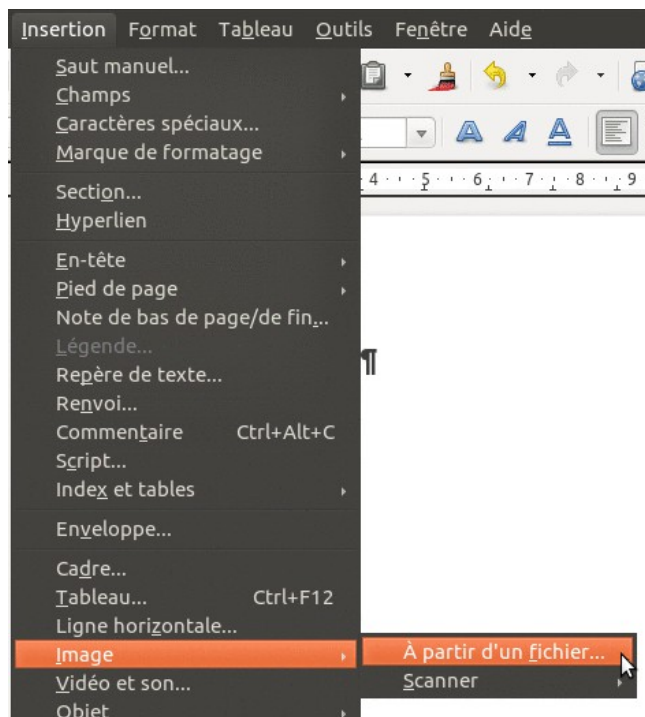 Insertion Format Tableau Outils Fenêtre Aide
Saut manuel...
Champs
Caractères spéciaux...
Marque de formatage
4 5 6 7 8 9
Section...
Hyperlien
En-tête
Pied de page
Note de bas de page/de fin...
Légende...
¶
Repère de texte...
Renvoi...
Commentaire Ctrl+Alt+C
Script...
Index et tables
Enveloppe...
Cadre...
Tableau... Ctrl+F12
Ligne horizontale...
Image À partir d'un fichier...
Vidéo et son... Scanner
Objet